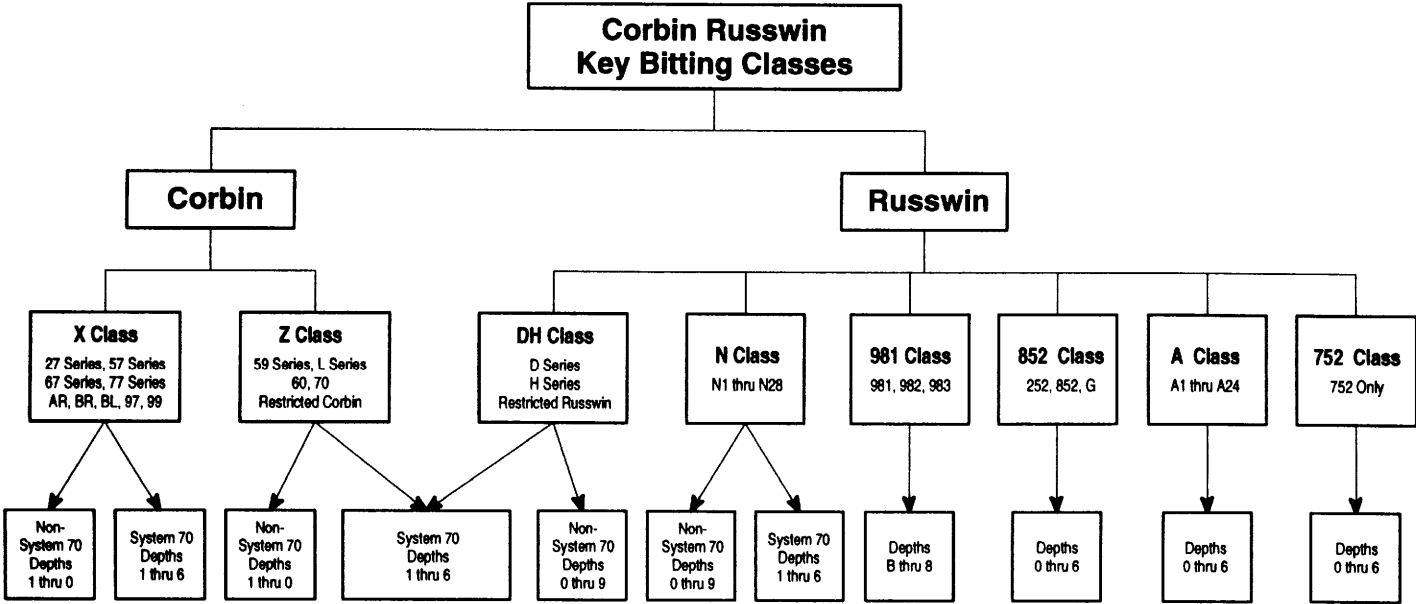 Corbin Russwin
Key Bitting Classes
Corbin
Russwin
X Class
27 Series, 57 Series
67 Series, 77 Series
AR, BR, BL, 97, 99
Z Class
59 Series, L Series
60, 70
Restricted Corbin
DH Class
D Series
H Series
Restricted Russwin
N Class
N1 thru N28
981 Class
981, 982, 983
852 Class
252, 852, G
A Class
A1 thru A24
752 Class
752 Only
Non-
System 70
Depths
1 thru 0
System 70
Depths
1 thru 6
Non-
System 70
Depths
1 thru 0
System 70
Depths
1 thru 6
Non-
System 70
Depths
0 thru 9
Non-
System 70
Depths
0 thru 9
System 70
Depths
1 thru 6
Depths
B thru 8
Depths
0 thru 6
Depths
0 thru 6
Depths
0 thru 6